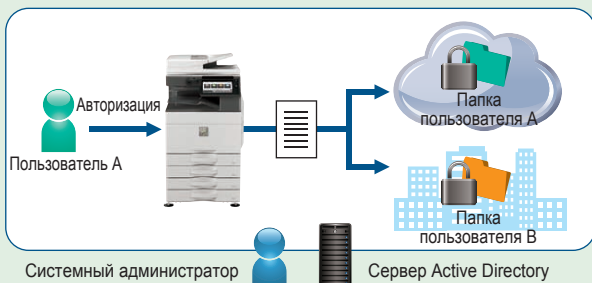 Авторизация
Пользователь A
Папка
пользователя A
Папка
пользователя B
Системный администратор
Сервер Active Directory